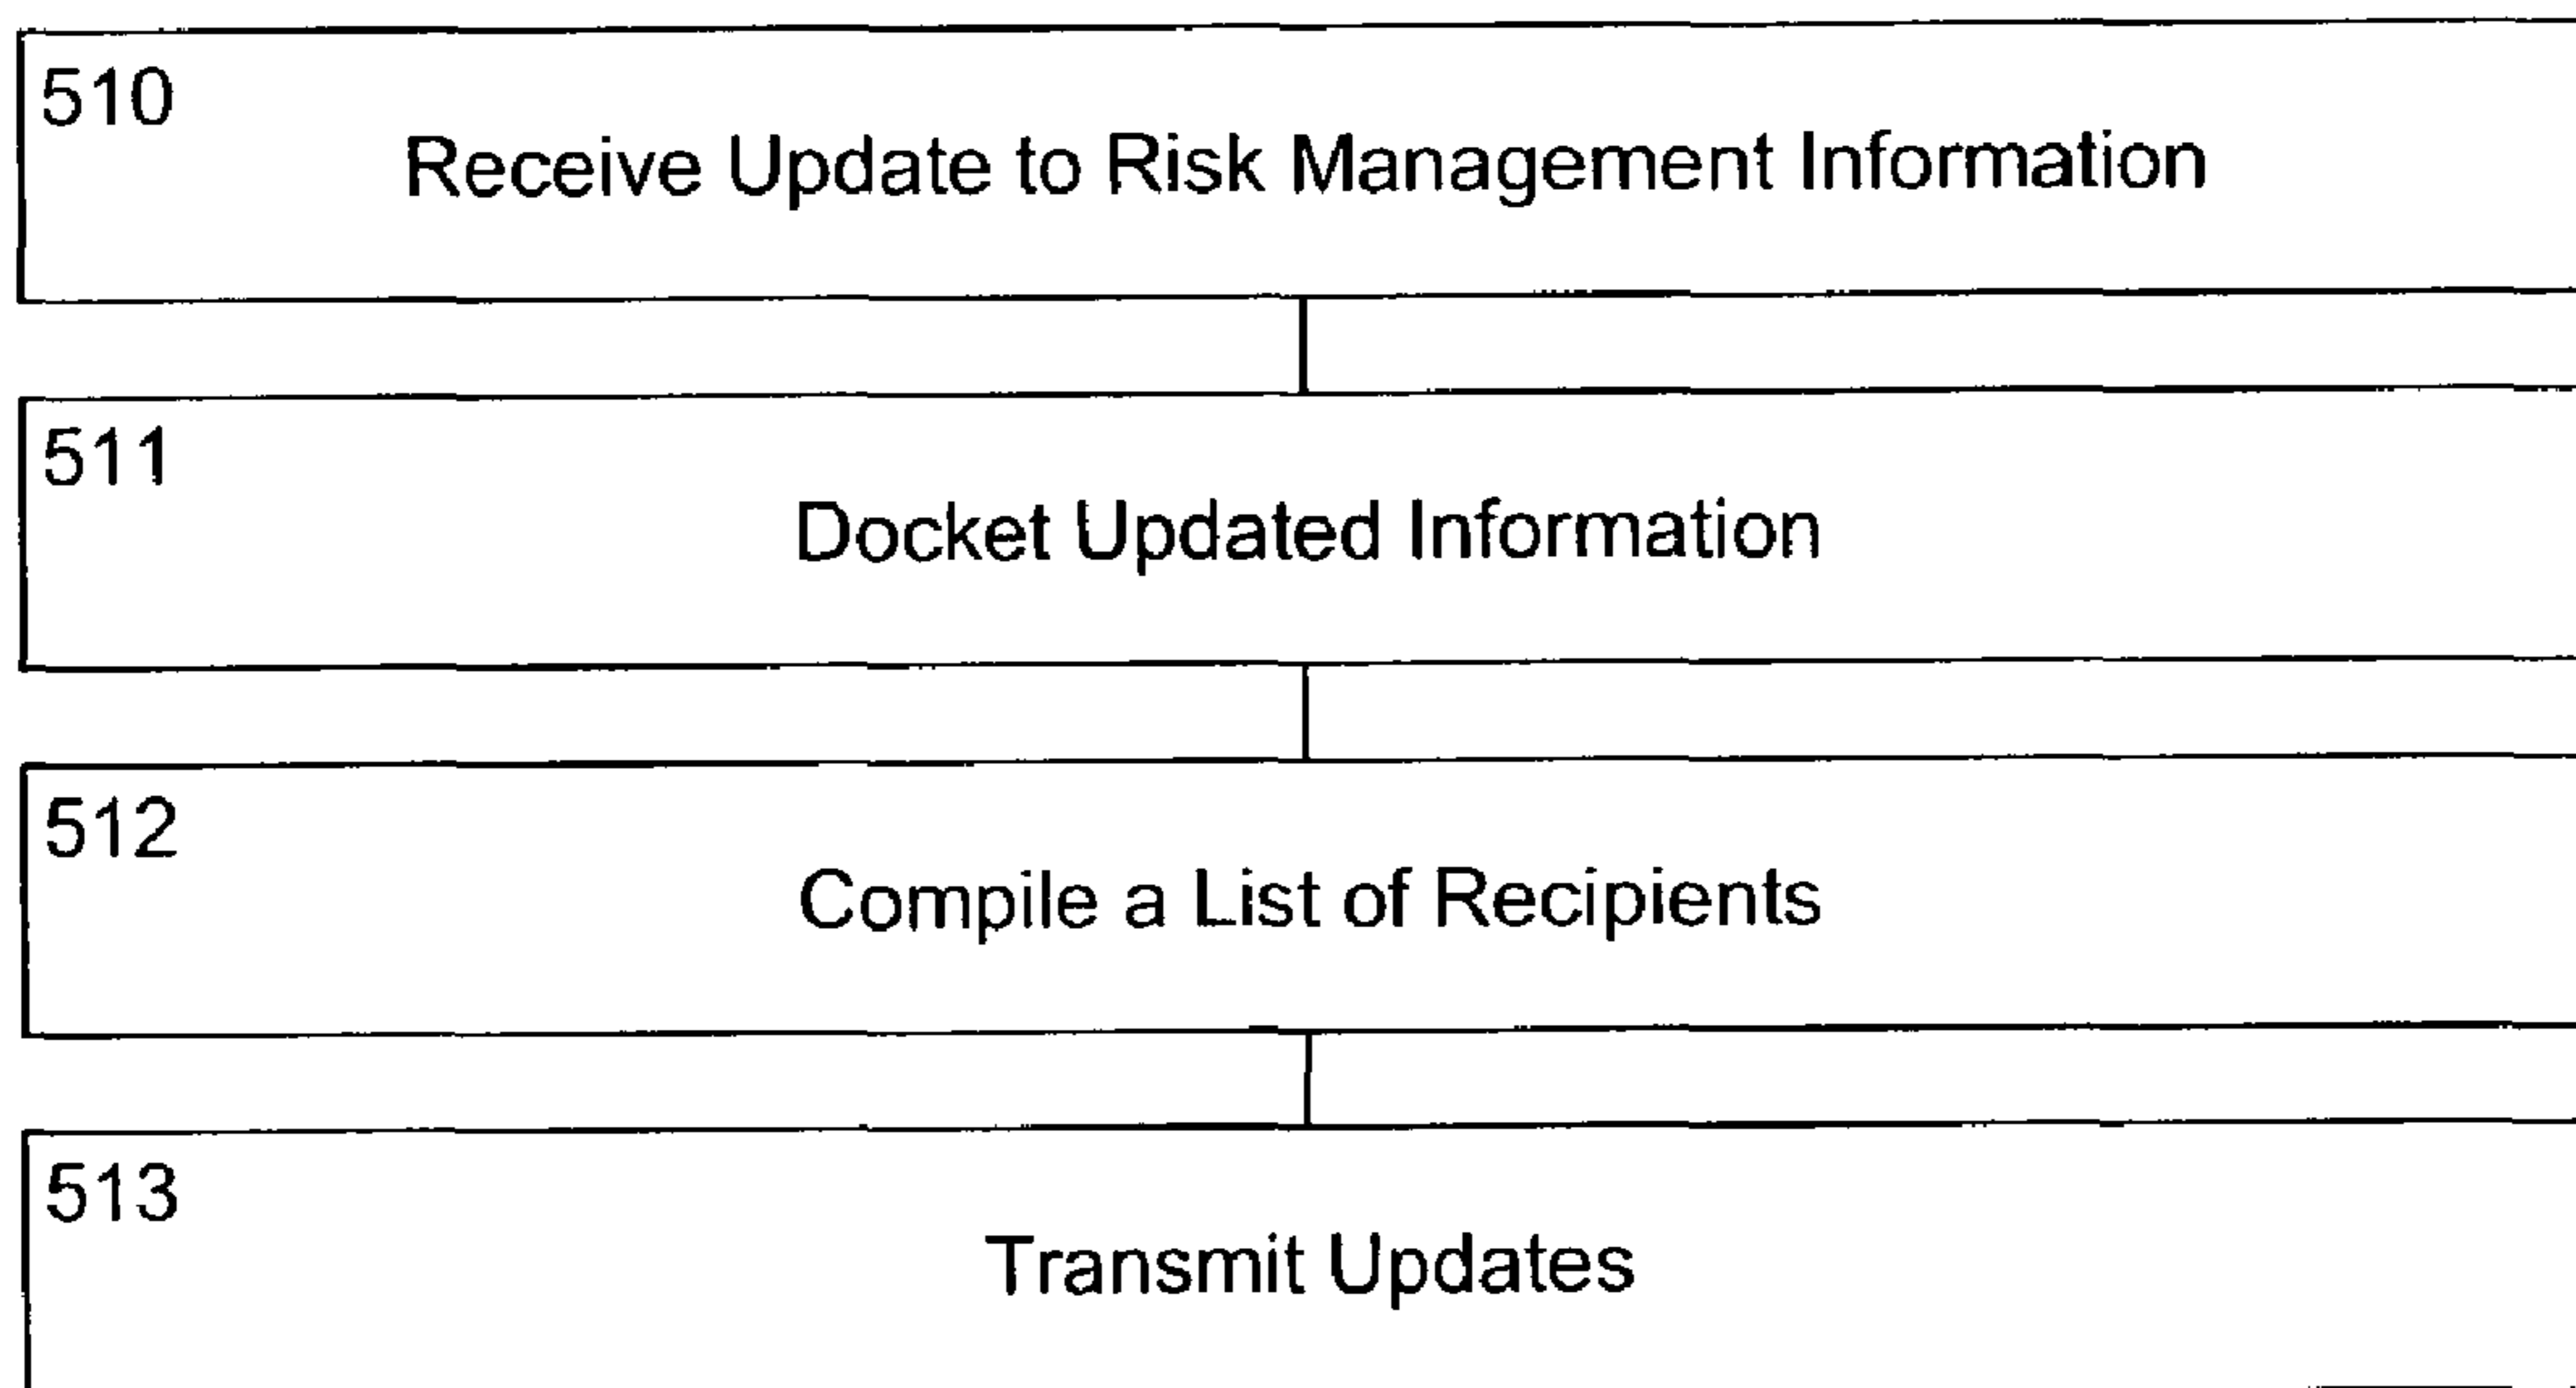 510
Receive Update to Risk Management Information
511
Docket Updated Information
512
Compile a List of Recipients
513
Transmit Updates